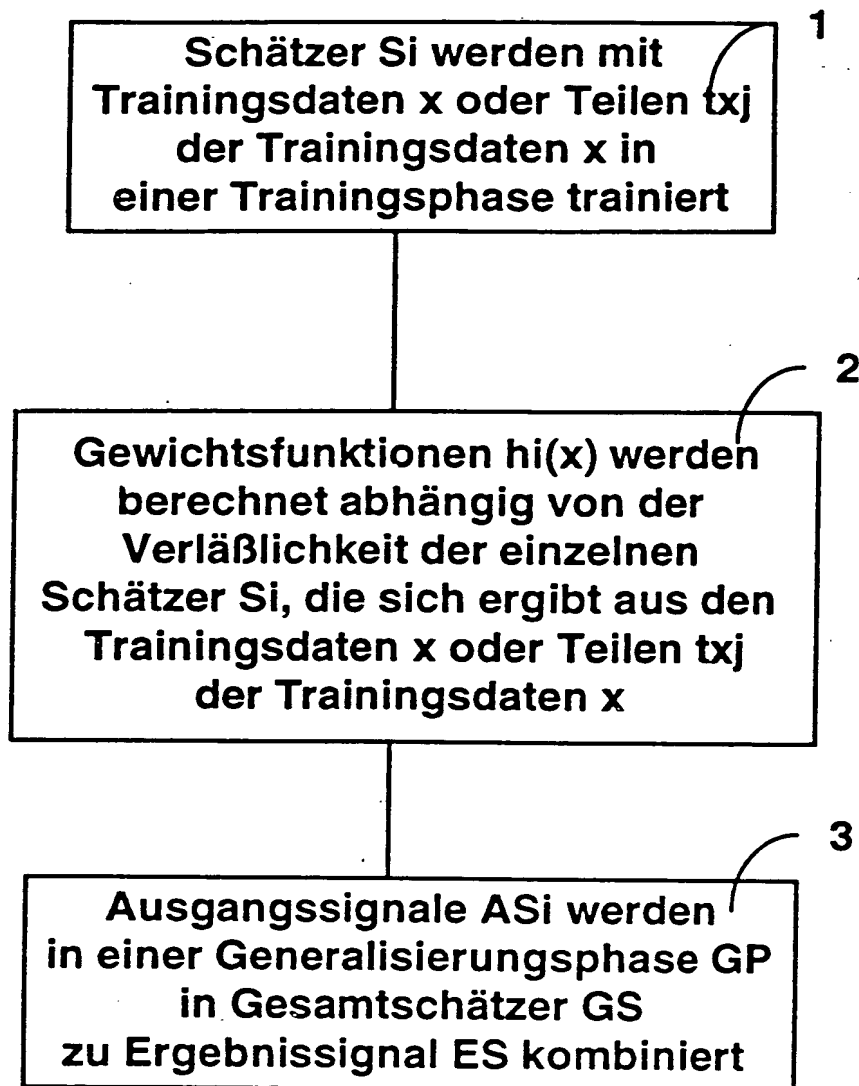 1
Schätzer Si werden mit
Trainingsdaten x oder Teilen txj
der Trainingsdaten x in
einer Trainingsphase trainiert
2
Gewichtsfunktionen hi(x) werden
berechnet abhängig von der
Verläßlichkeit der einzelnen
Schätzer Si, die sich ergibt aus den
Trainingsdaten x oder Teilen txj
der Trainingsdaten x
3
Ausgangssignale ASi werden
in einer Generalisierungsphase GP
in Gesamtschätzer GS
zu Ergebnissignal ES kombiniert